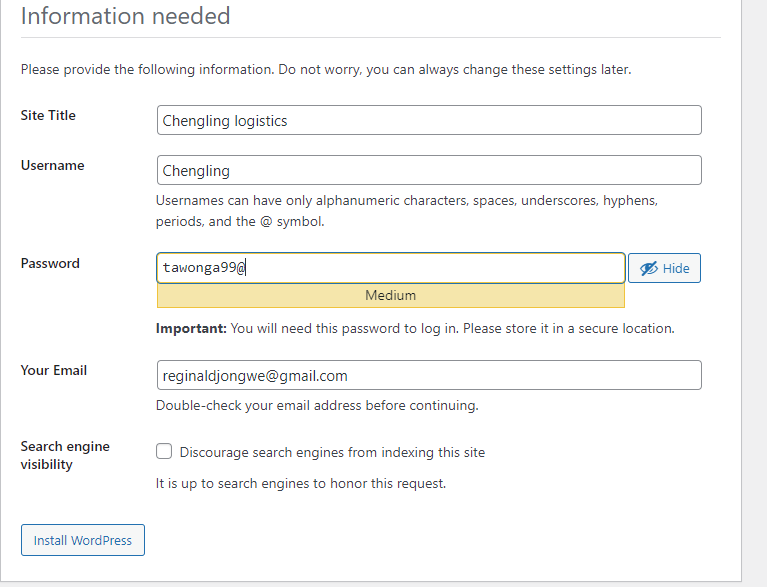 Information needed
Please provide the following information. Do not worry, you can always change these settings later.
Site Title
Chengling logistics
Username
Chengling
Usernames can have only alphanumeric characters, spaces, underscores, hyphens,
periods, and the @ symbol.
Password
tawonga99@
Hide
Medium
Important: You will need this password to log in. Please store it in a secure location.
Your Email
reginaldjongwe@gmail.com
Double-check your email address before continuing.
Search engine
visibility
Discourage search engines from indexing this site
It is up to search engines to honor this request.
Install WordPress